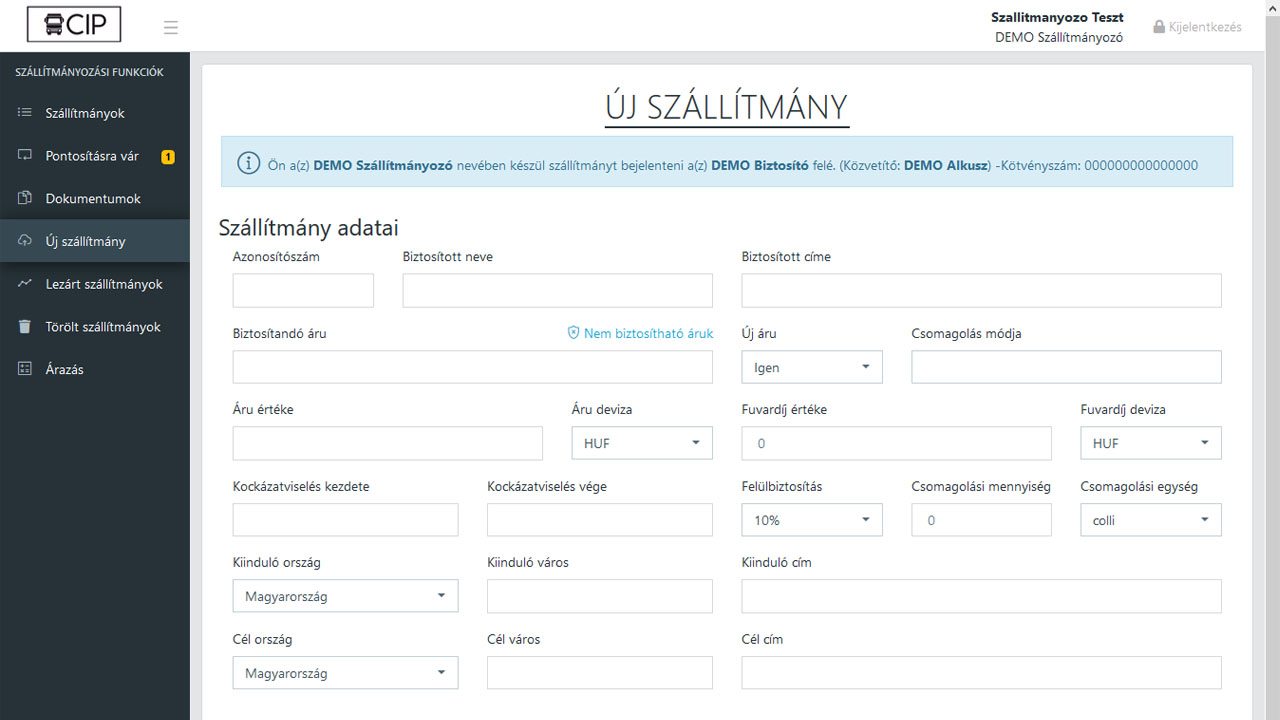 CIP
Szallitmanyozo Teszt
DEMO Szállítmányozó
Kijelentkezés
SZÁLLÍTMÁNYOZÁSI FUNKCIÓK
Szállítmányok
Pontosításra vár 1
Dokumentumok
Új szállítmány
Lezárt szállítmányok
Törölt szállítmányok
Árazás
ÚJ SZÁLLÍTMÁNY
Ön a(z) DEMO Szállítmányozó nevében készül szállítmányt bejelenteni a(z) DEMO Biztosító felé. (Közvetítő: DEMO Alkusz) -Kötvényszám: 000000000000000
Szállítmány adatai
Azonosítószám Biztosított neve Biztosított címe
Biztosítandó áru Nem biztosítható áruk Új áru Csomagolás módja
Igen
Áru értéke Áru deviza Fuvardíj értéke Fuvardíj deviza
HUF 0 HUF
Kockázatviselés kezdete Kockázatviselés vége Felülbiztosítás Csomagolási mennyiség Csomagolási egység
10% 0 colli
Kiinduló ország Kiinduló város Kiinduló cím
Magyarország
Cél ország Cél város Cél cím
Magyarország